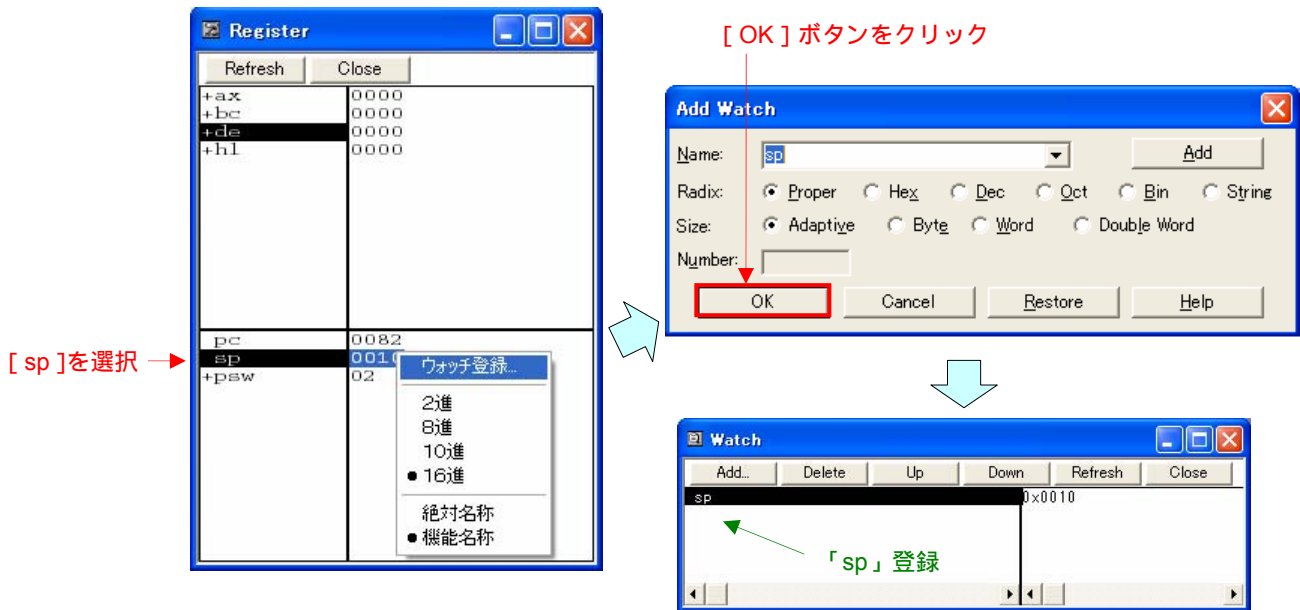 Register
Refresh Close
+ax 0000
+bc 0000
+de 0000
+hl 0000
[ sp ]を選択
pc 0082
sp 0010
+psw 02
ウォッチ登録...
2進
8進
10進
● 16進
絶対名称
● 機能名称
[ OK ] ボタンをクリック
Add Watch
Name: sp Add
Radix: Proper Hex Dec Oct Bin String
Size: Adaptive Byte Word Double Word
Number:
OK Cancel Restore Help
Watch
Add... Delete Up Down Refresh Close
sp 0x0010
「sp」登録